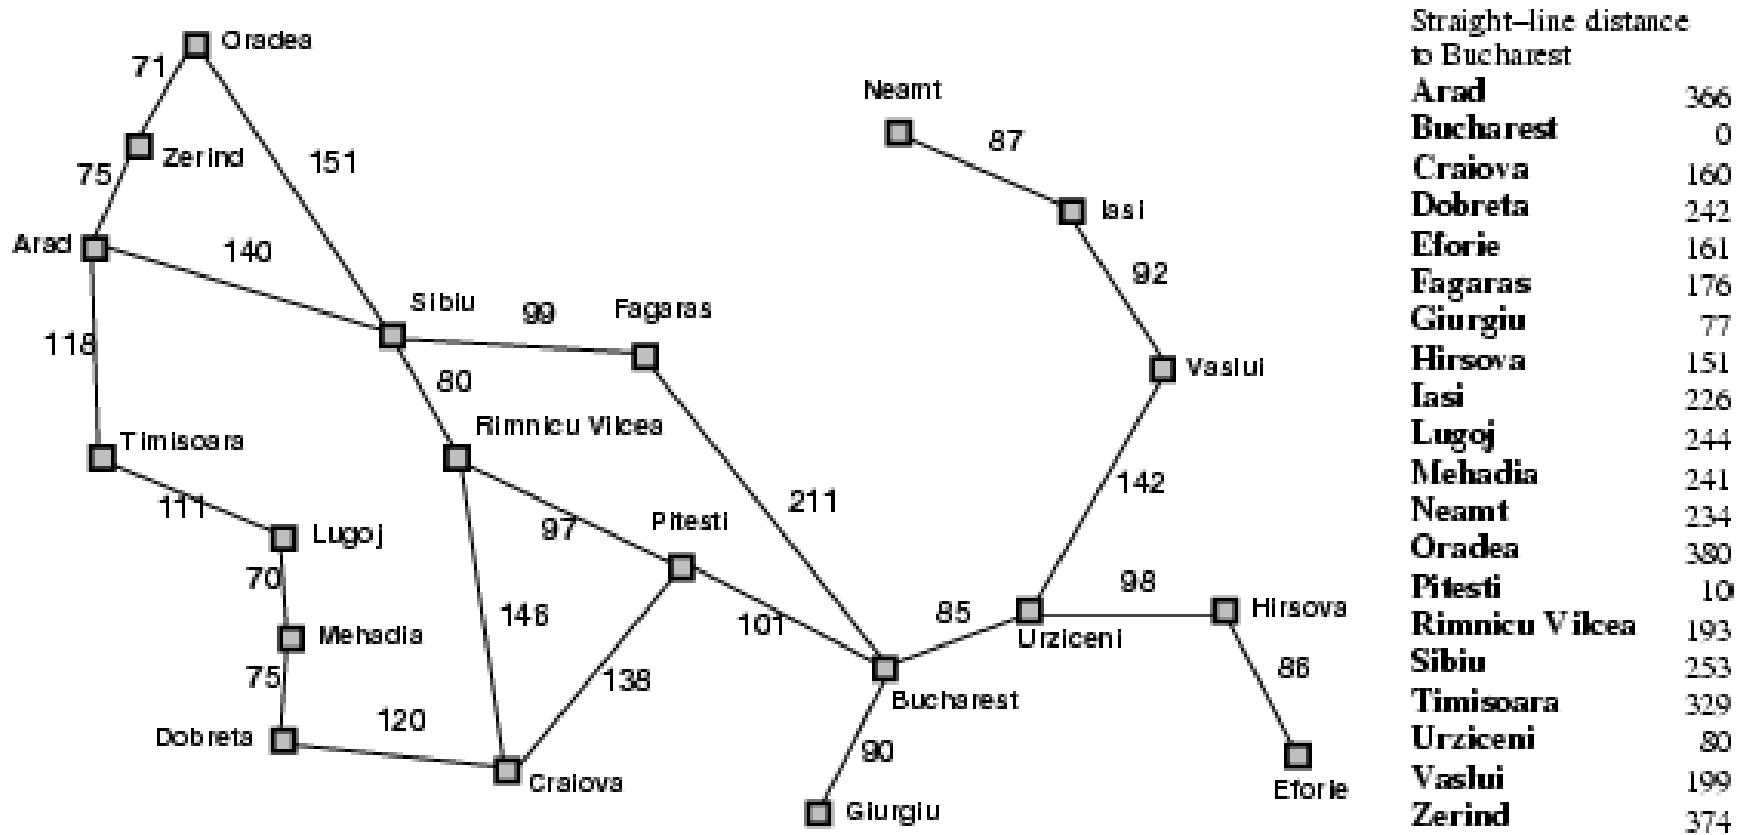 Oradea
71
Neamt
87
Zerind
151
75
Iasi
Arad
140
92
Sibiu
99
Fagaras
118
80
Vaslui
Timisoara
Rimnicu Vilcea
142
111
211
97
Pitesti
Lugoj
70
98
146
85
Hirsova
101
Urziceni
Mehadia
75
138
86
Bucharest
120
Dobreta
90
Craiova
Eforie
Giurgiu
Straight–line distance
to Bucharest
Arad 366
Bucharest 0
Craiova 160
Dobreta 242
Eforie 161
Fagaras 176
Giurgiu 77
Hirsova 151
Iasi 226
Lugoj 244
Mehadia 241
Neamt 234
Oradea 380
Pitesti 10
Rimnicu Vilcea 193
Sibiu 253
Timisoara 329
Urziceni 80
Vaslui 199
Zerind 374